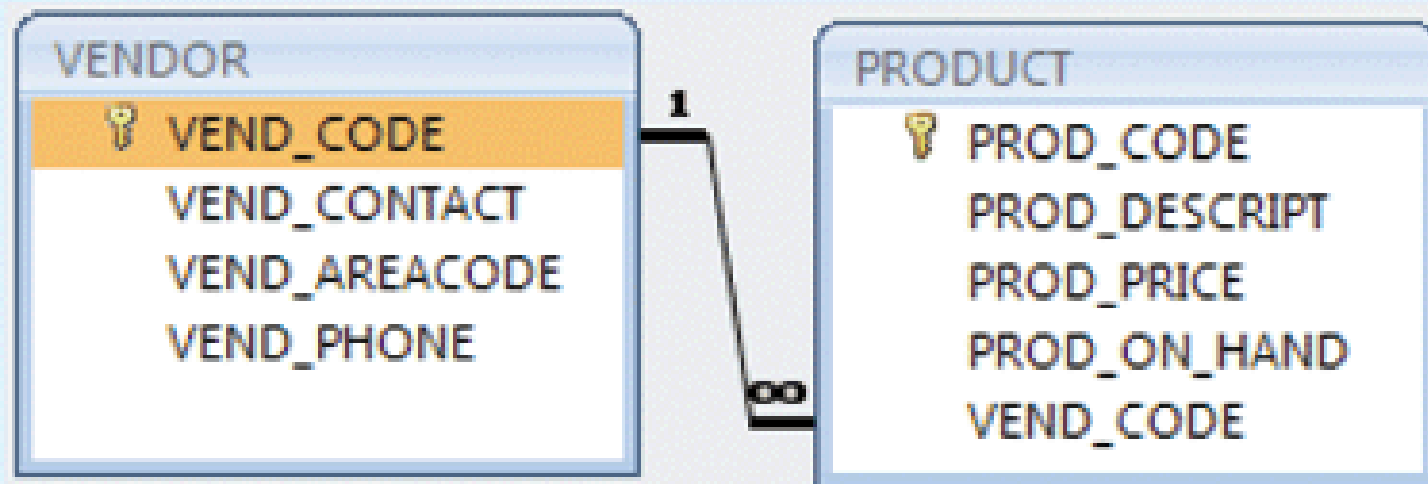 VENDOR
VEND_CODE
VEND_CONTACT
VEND_AREACODE
VEND_PHONE
1
∞
PRODUCT
PROD_CODE
PROD_DESCRIPT
PROD_PRICE
PROD_ON_HAND
VEND_CODE